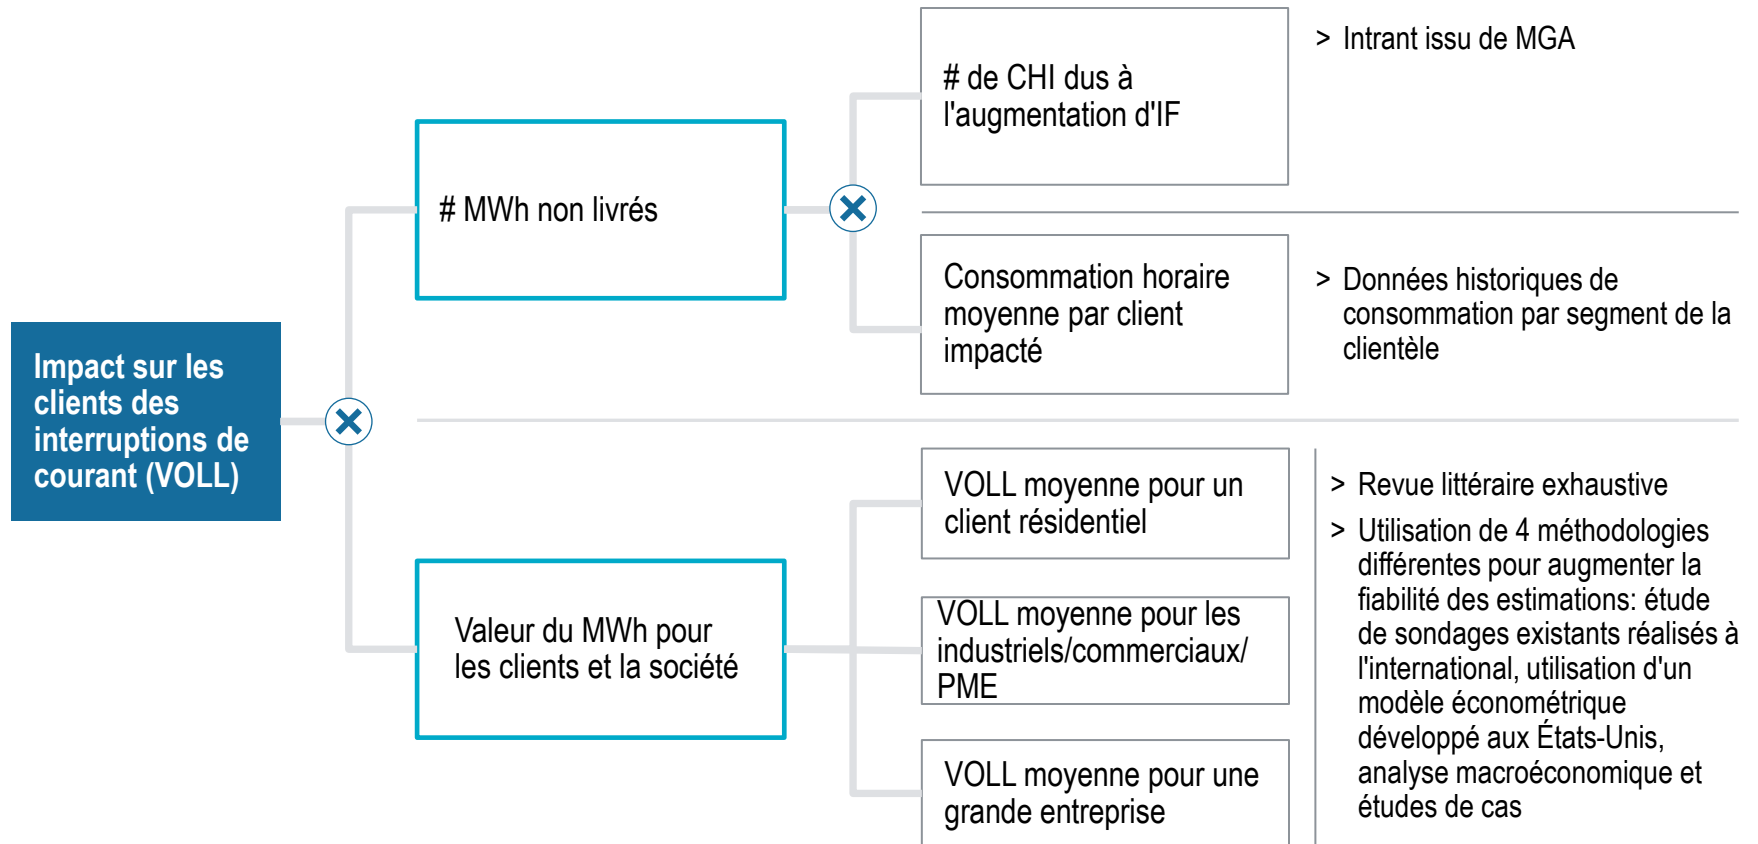 Impact sur les
clients des
interruptions de
courant (VOLL)
# MWh non livrés
# de CHI dus à
l'augmentation d'IF
> Intrant issu de MGA
Consommation horaire
moyenne par client
impacté
> Données historiques de
consommation par segment de la
clientèle
Valeur du MWh pour
les clients et la société
VOLL moyenne pour un
client résidentiel
VOLL moyenne pour les
industriels/commerciaux/
PME
VOLL moyenne pour une
grande entreprise
> Revue littéraire exhaustive
> Utilisation de 4 méthodologies
différentes pour augmenter la
fiabilité des estimations: étude
de sondages existants réalisés à
l'international, utilisation d'un
modèle économétrique
développé aux États-Unis,
analyse macroéconomique et
études de cas